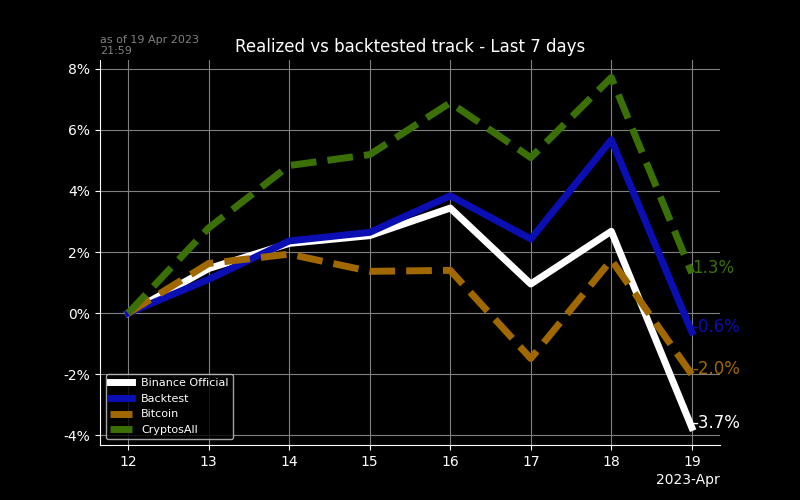 as of 19 Apr 2023
21:59
Realized vs backtested track - Last 7 days
8%
6%
4%
2%
0%
-2%
-4%
1.3%
-0.6%
-2.0%
-3.7%
Binance Official
Backtest
Bitcoin
CryptosAll
12 13 14 15 16 17 18 19
2023-Apr